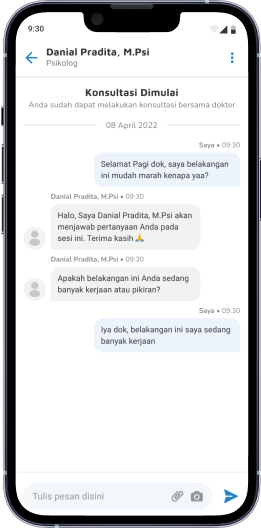 9:30
Danial Pradita, M.Psi
Psikolog
Konsultasi Dimulai
Anda sudah dapat melakukan konsultasi bersama dokter
08 April 2022
Saya • 09:30
Selamat Pagi dok, saya belakangan
ini mudah marah kenapa yaa?
Danial Pradita, M.Psi • 09:30
Halo, Saya Danial Pradita, M.Psi akan
menjawab pertanyaan Anda pada
sesi ini. Terima kasih🙏
Danial Pradita, M.Psi • 09:30
Apakah belakangan ini Anda sedang
banyak kerjaan atau pikiran?
Saya • 09:30
Iya dok, belakangan ini saya sedang
banyak kerjaan
Tulis pesan disini